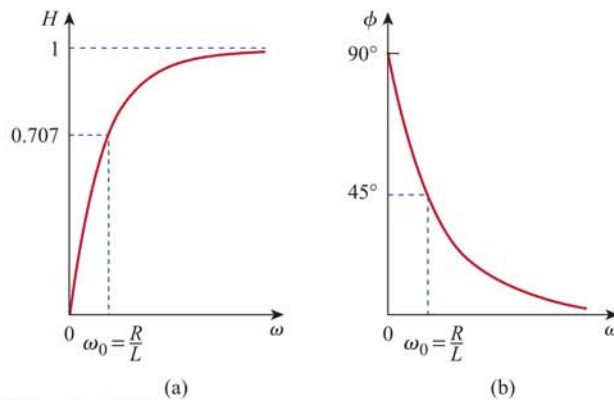 H
1
0.707
0
ω₀ = R/L
ω
(a)
ϕ
90°
45°
0
ω₀ = R/L
ω
(b)